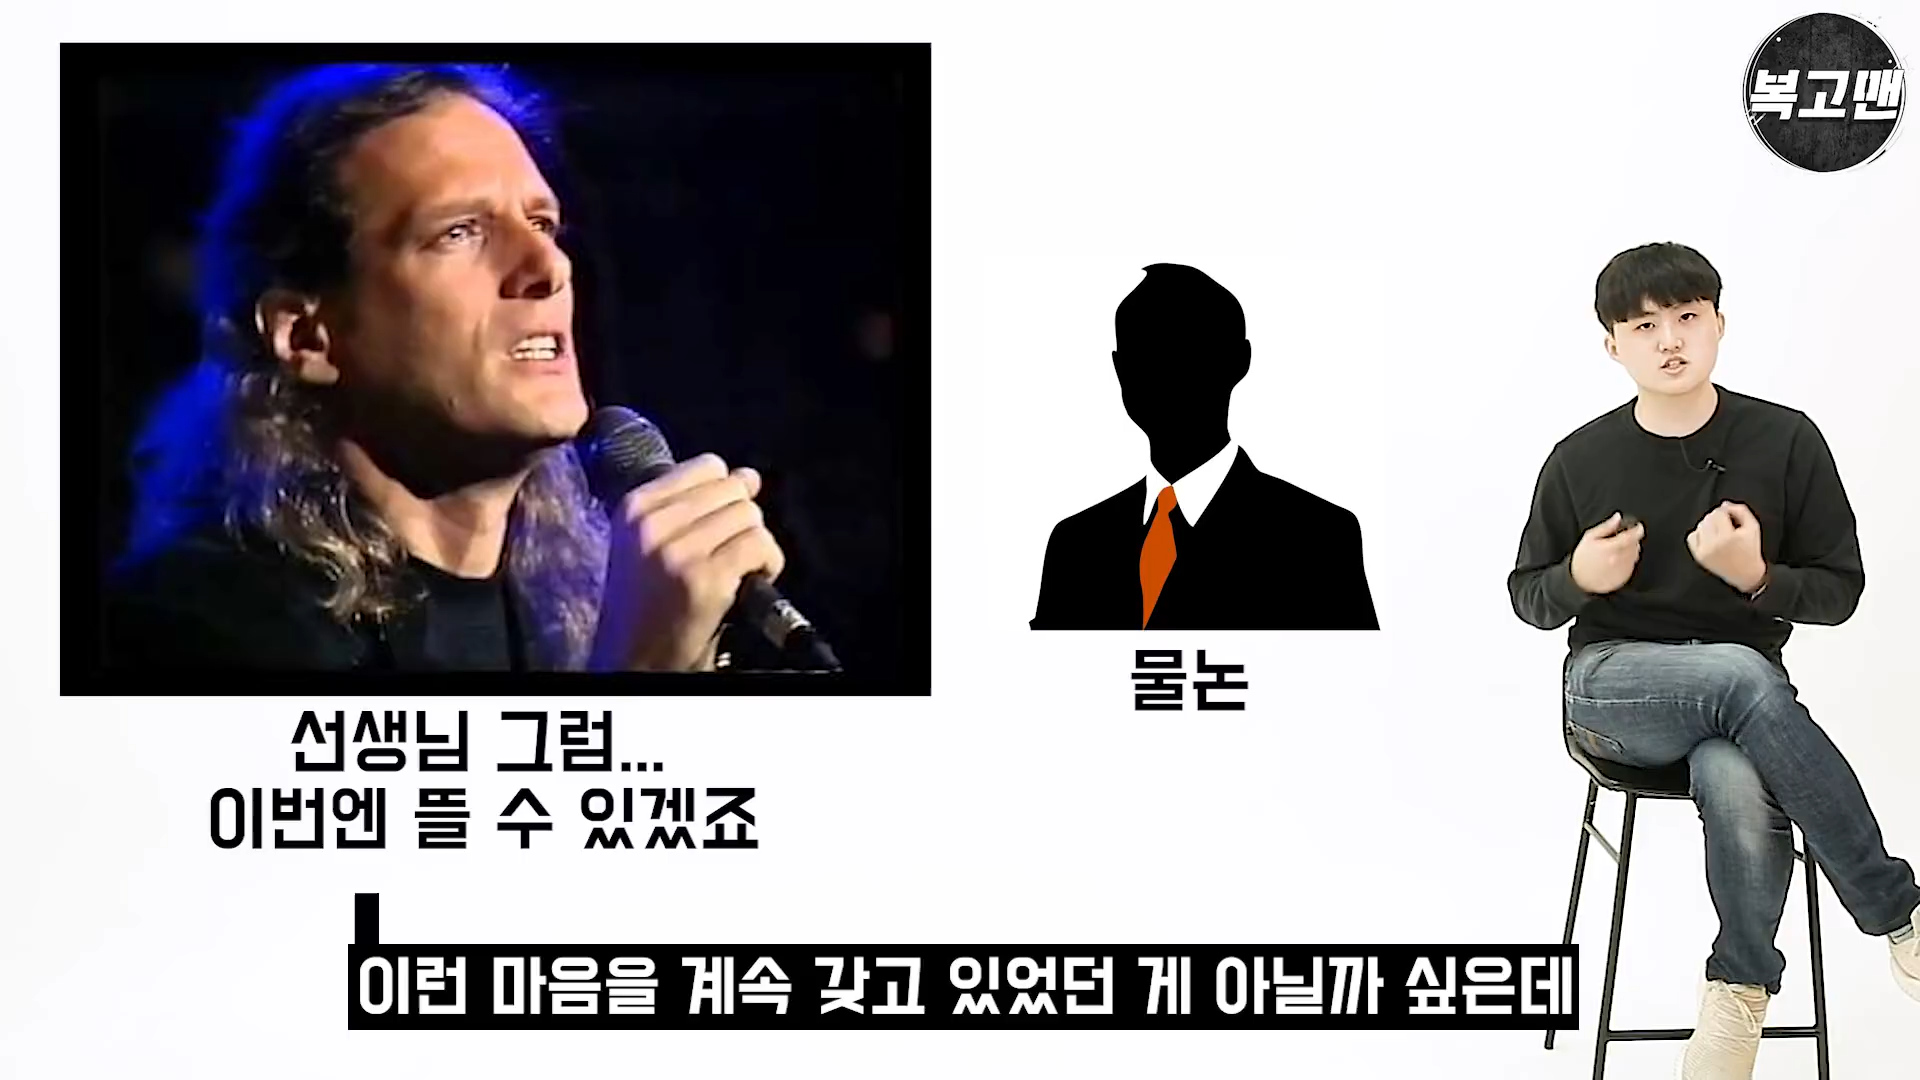 복고맨
선생님 그럼...
이번엔 뜰 수 있겠죠
물논
이런 마음을 계속 갖고 있었던 게 아닐까 싶은데